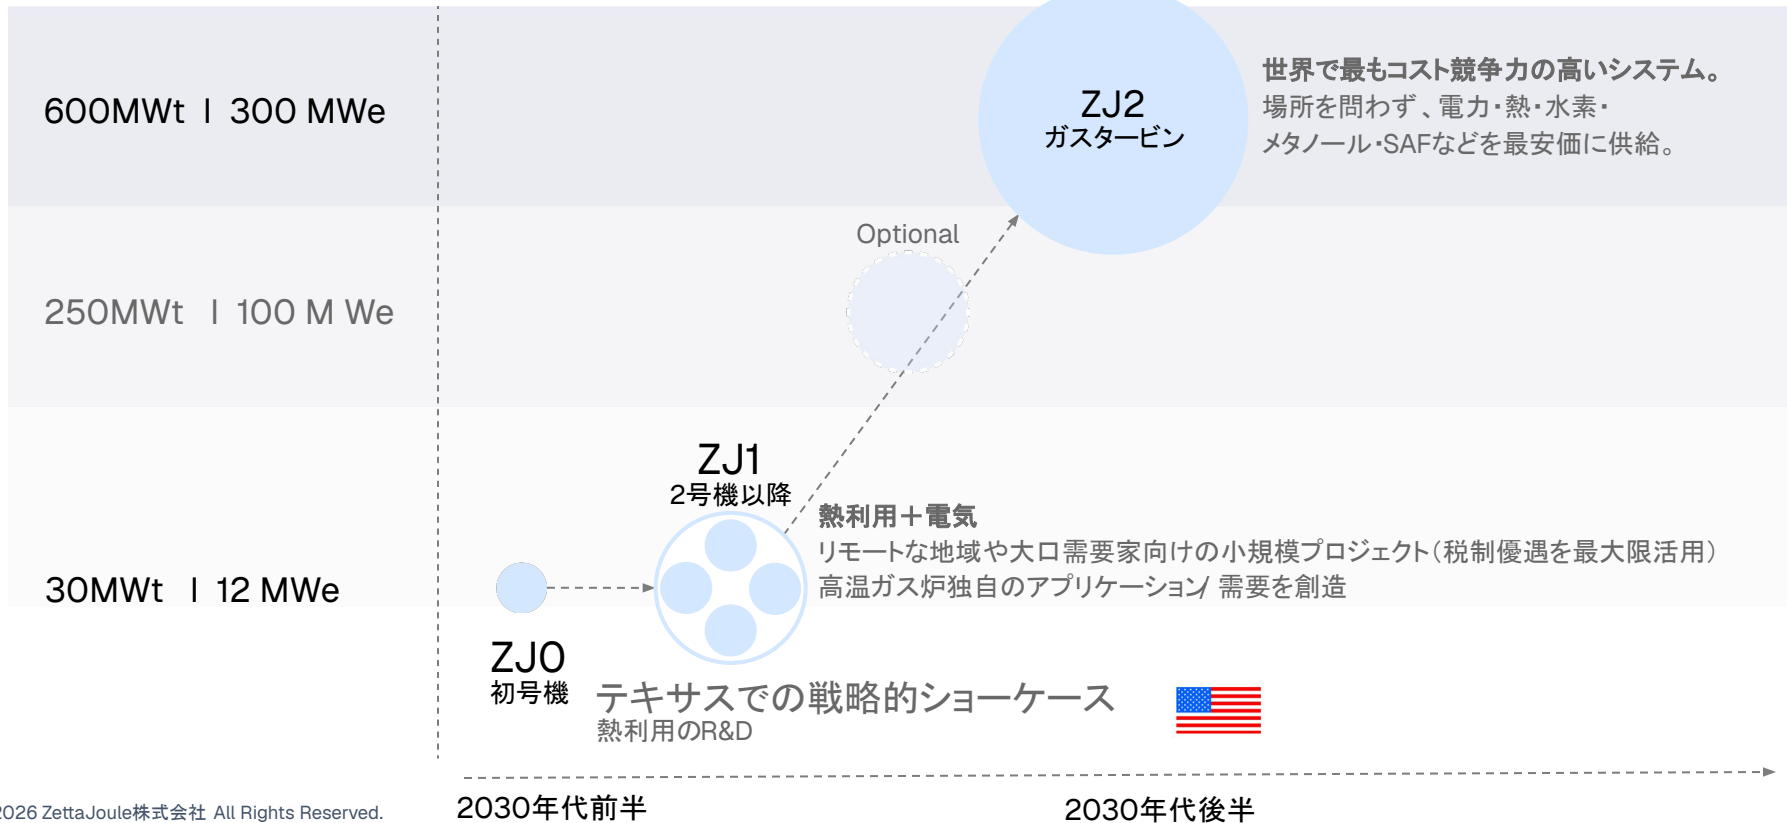 600MWt | 300 MWe
ZJ2
ガスタービン
世界で最もコスト競争力の高いシステム。
場所を問わず、電力・熱・水素・
メタノール・SAFなどを最安価に供給。
Optional
250MWt | 100 M We
ZJ1
2号機以降
熱利用＋電気
リモートな地域や大口需要家向けの小規模プロジェクト（税制優遇を最大限活用）
高温ガス炉独自のアプリケーション/ 需要を創造
30MWt | 12 MWe
ZJ0
初号機
テキサスでの戦略的ショーケース
熱利用のR&D
2030年代前半
2030年代後半
2026 ZettaJoule株式会社 All Rights Reserved.